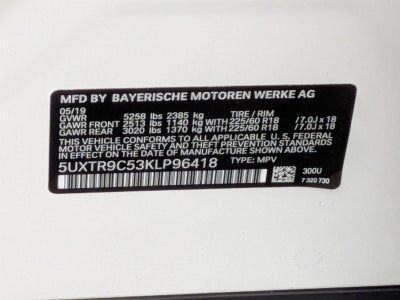 MFD BY BAYERISCHE MOTOREN WERKE AG
05/19
GVWR 5258 lbs 2385 kg TIRE / RIM
GAWR FRONT 2513 lbs 1140 kg WITH 225/60 R18 /7.0J x 18
GAWR REAR 3020 lbs 1370 kg WITH 225/60 R18 /7.0J x 18
THIS VEHICLE CONFORMS TO ALL APPLICABLE U. S. FEDERAL
MOTOR VEHICLE SAFETY AND THEFT PREVENTION STANDARDS IN
EFFECT ON THE DATE OF MANUFACTURE SHOWN ABOVE.
5UXTR9C53KLP96418 TYPE: MPV 300U
7 329 730